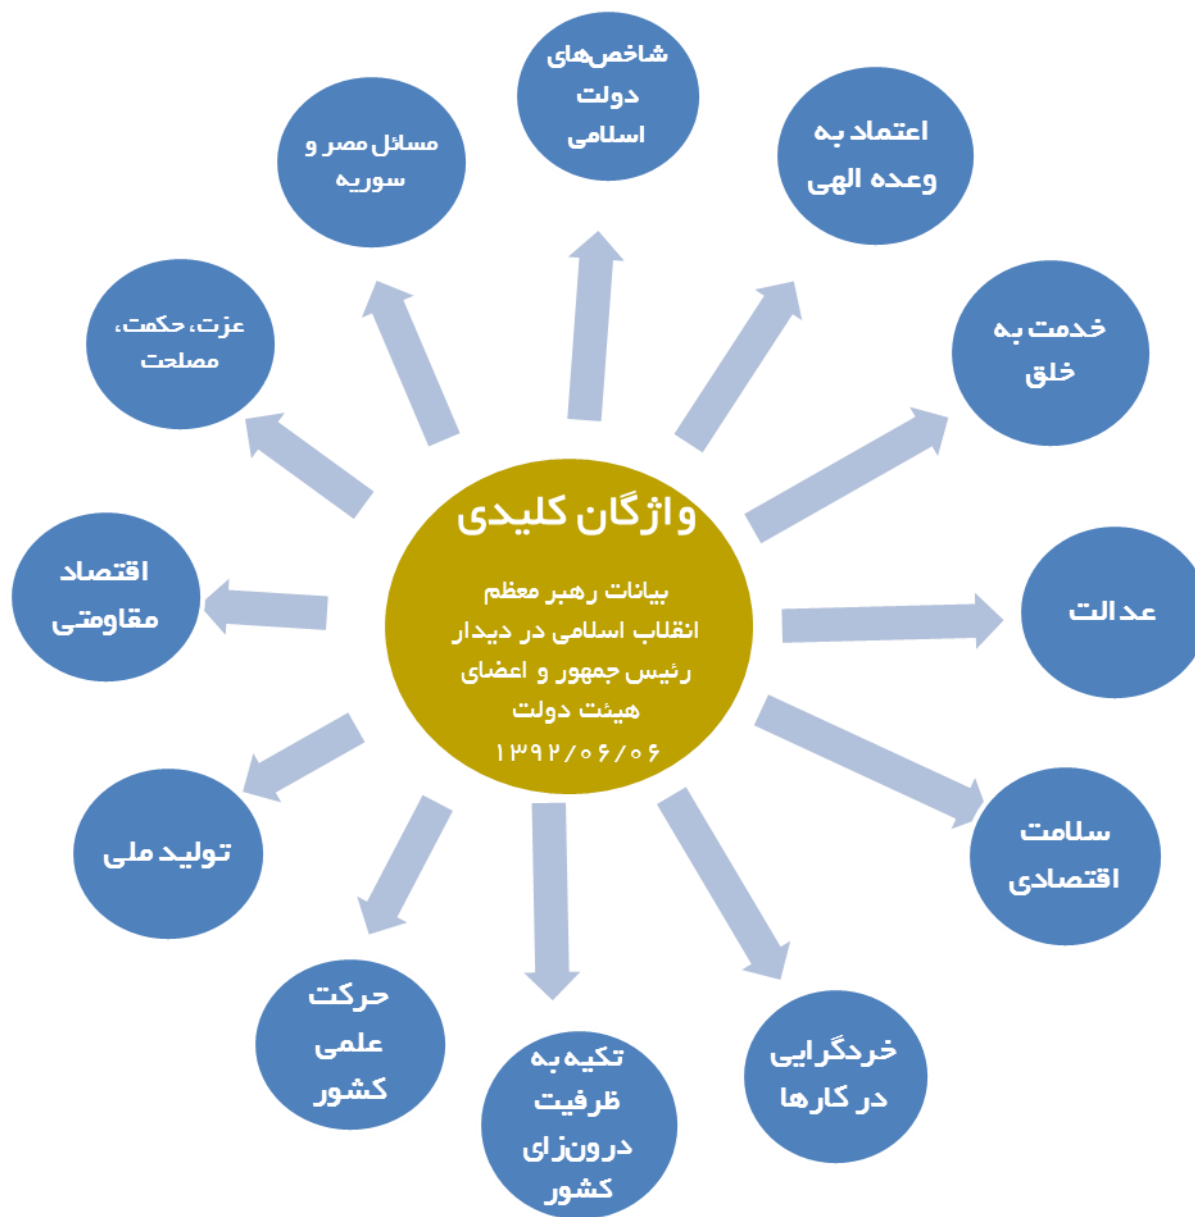 واژگان کلیدی
بیانات رهبر معظم
انقلاب اسلامی در دیدار
رئیس جمهور و اعضای
هیئت دولت
۱۳۹۲/۰۶/۰۶
شاخص‌های
دولت
اسلامی
اعتماد به
وعده الهی
خدمت به
خلق
عدالت
سلامت
اقتصادی
خردگرایی
در کارها
تکیه به
ظرفیت
درون‌زای
کشور
حرکت
علمی
کشور
تولید ملی
اقتصاد
مقاومتی
عزت، حکمت،
مصلحت
مسائل مصر و
سوریه